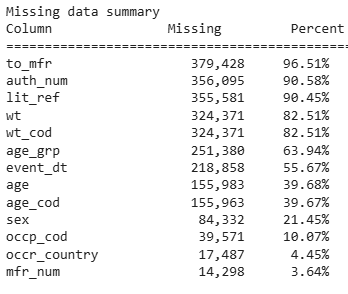 Missing data summary
Column Missing Percent
=============================================
to_mfr 379,428 96.51%
auth_num 356,095 90.58%
lit_ref 355,581 90.45%
wt 324,371 82.51%
wt_cod 324,371 82.51%
age_grp 251,380 63.94%
event_dt 218,858 55.67%
age 155,983 39.68%
age_cod 155,963 39.67%
sex 84,332 21.45%
occp_cod 39,571 10.07%
occr_country 17,487 4.45%
mfr_num 14,298 3.64%